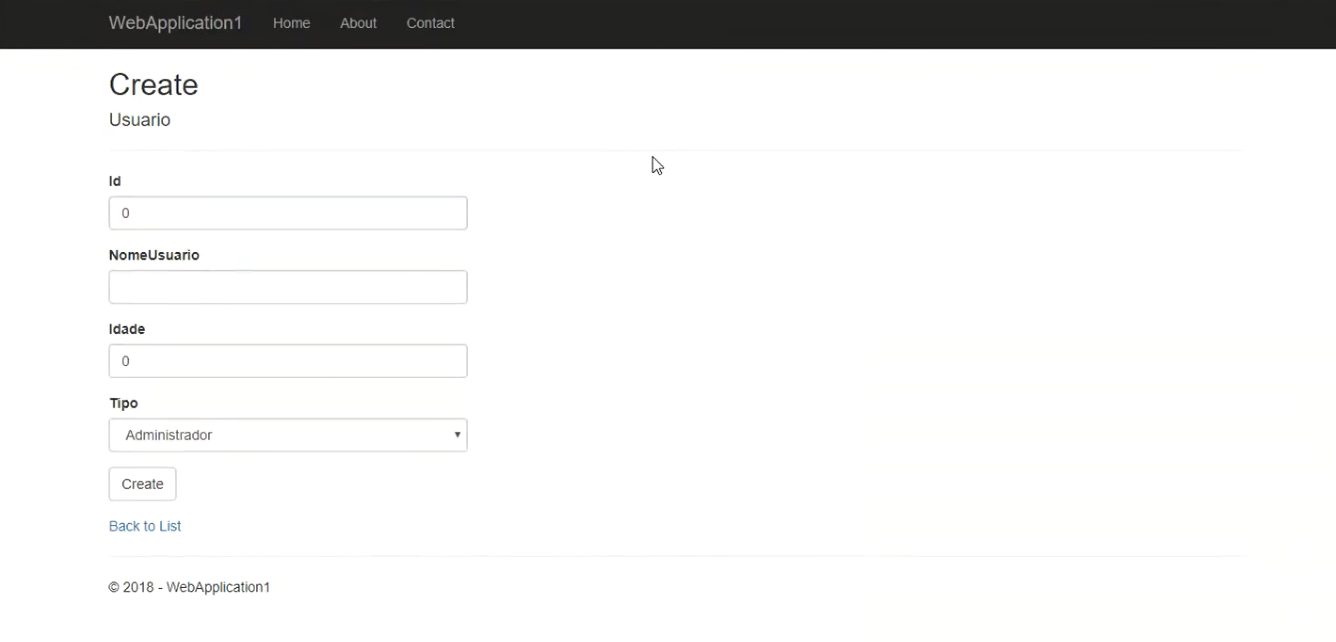 WebApplication1 Home About Contact
Create
Usuario
Id
0
NomeUsuario
Idade
0
Tipo
Administrador
Create
Back to List
© 2018 - WebApplication1